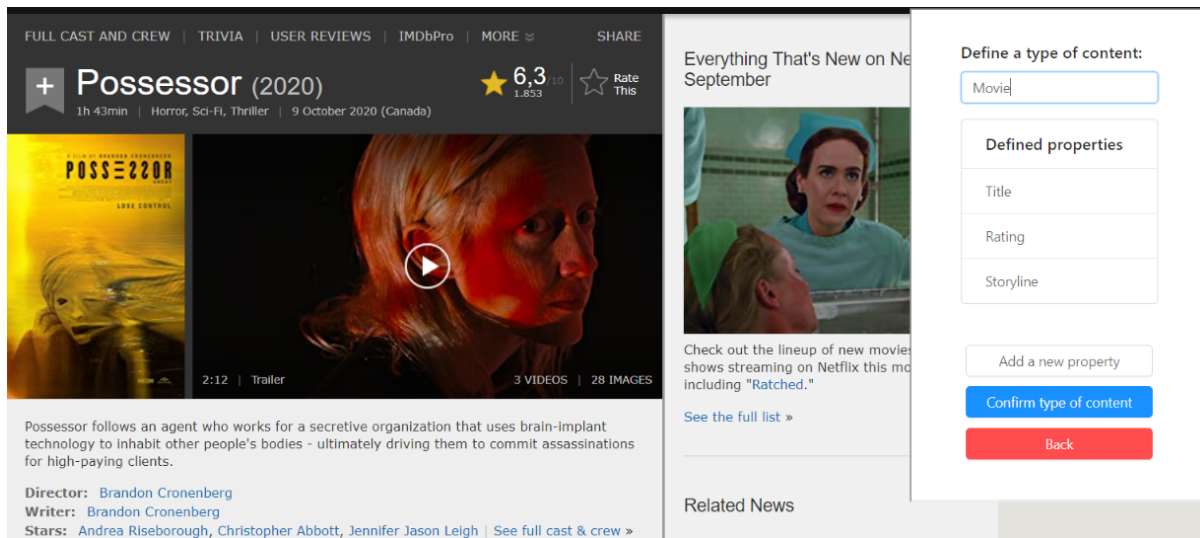 FULL CAST AND CREW | TRIVIA | USER REVIEWS | IMDbPro | MORE SHARE
+ Possessor (2020)
6,3/10
1.853
Rate
This
1h 43min | Horror, Sci-Fi, Thriller | 9 October 2020 (Canada)
A FILM BY BRANDON CRONENBERG
POSSESSOR
UNCUT
LOSE CONTROL
2:12 | Trailer
3 VIDEOS | 28 IMAGES
Possessor follows an agent who works for a secretive organization that uses brain-implant
technology to inhabit other people's bodies - ultimately driving them to commit assassinations
for high-paying clients.
Director: Brandon Cronenberg
Writer: Brandon Cronenberg
Stars: Andrea Riseborough, Christopher Abbott, Jennifer Jason Leigh | See full cast & crew »
Everything That's New on Ne
September
Check out the lineup of new movies
shows streaming on Netflix this mo
including "Ratched."
See the full list »
Related News
Define a type of content:
Movie
Defined properties
Title
Rating
Storyline
Add a new property
Confirm type of content
Back